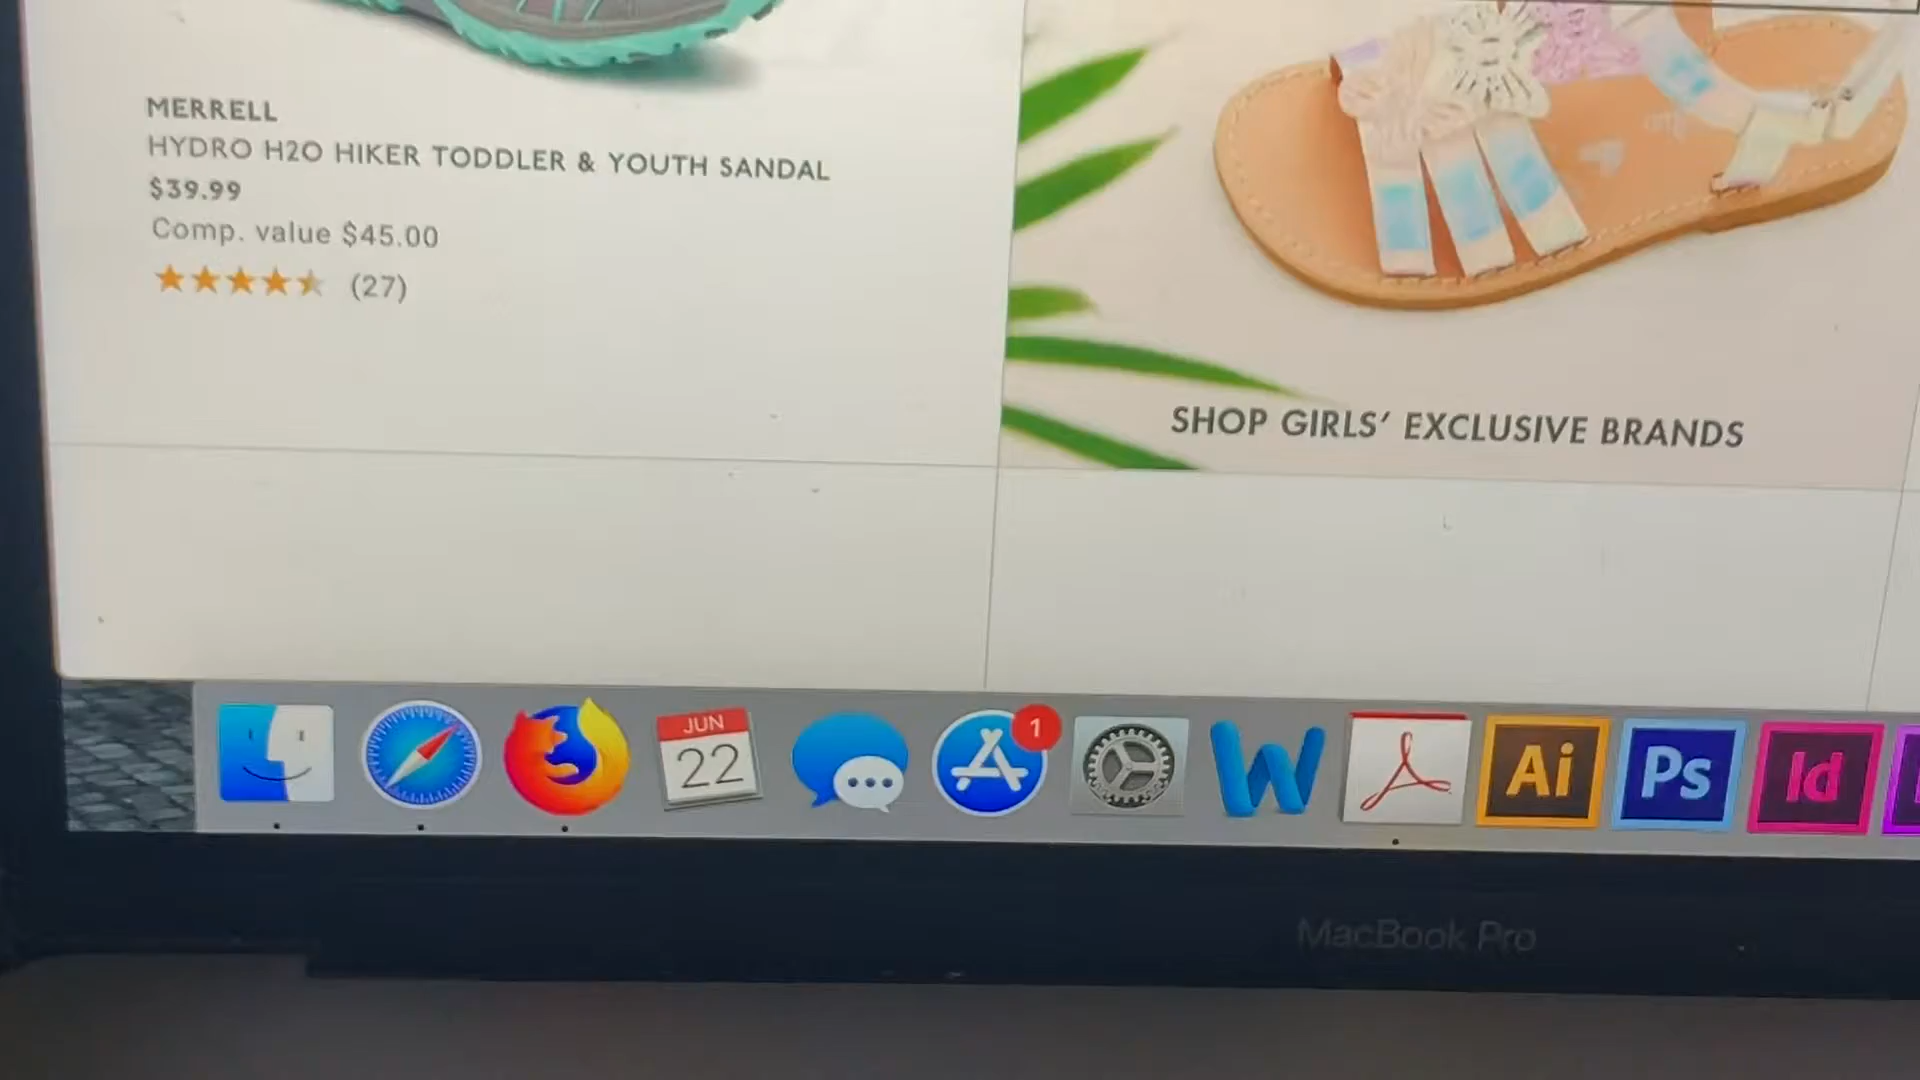 MERRELL
HYDRO H2O HIKER TODDLER & YOUTH SANDAL
$39.99
Comp. value $45.00
(27)
SHOP GIRLS’ EXCLUSIVE BRANDS
JUN
22
1
W
Ai
Ps
Id
MacBook Pro